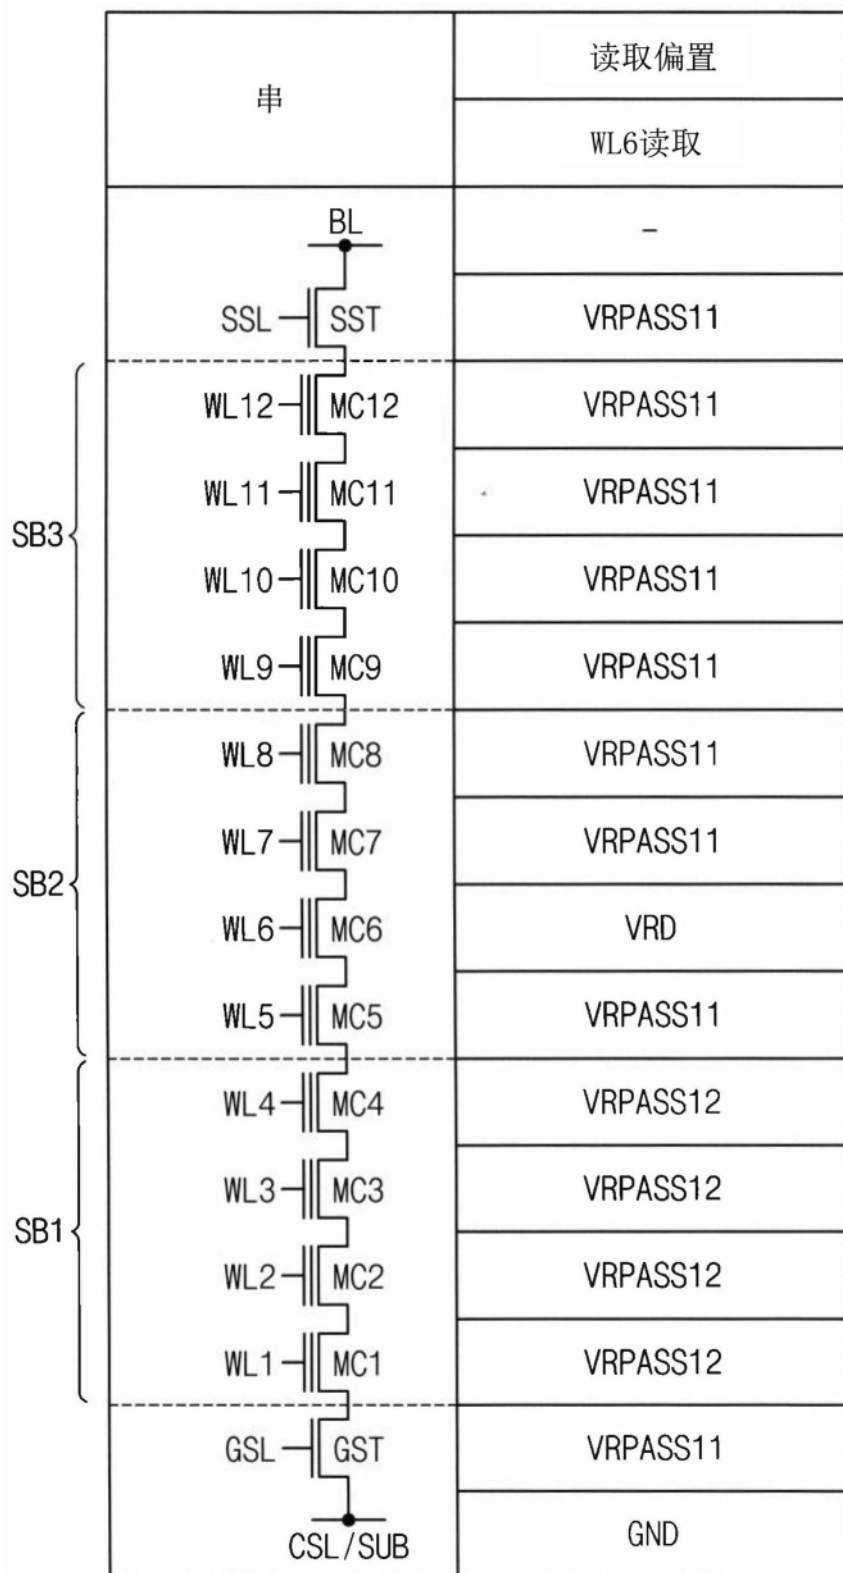 串
读取偏置
WL6读取
BL
-
SSL SST VRPASS11
WL12 MC12 VRPASS11
WL11 MC11 VRPASS11
SB3
WL10 MC10 VRPASS11
WL9 MC9 VRPASS11
WL8 MC8 VRPASS11
WL7 MC7 VRPASS11
SB2
WL6 MC6 VRD
WL5 MC5 VRPASS11
WL4 MC4 VRPASS12
WL3 MC3 VRPASS12
SB1
WL2 MC2 VRPASS12
WL1 MC1 VRPASS12
GSL GST VRPASS11
CSL/SUB GND